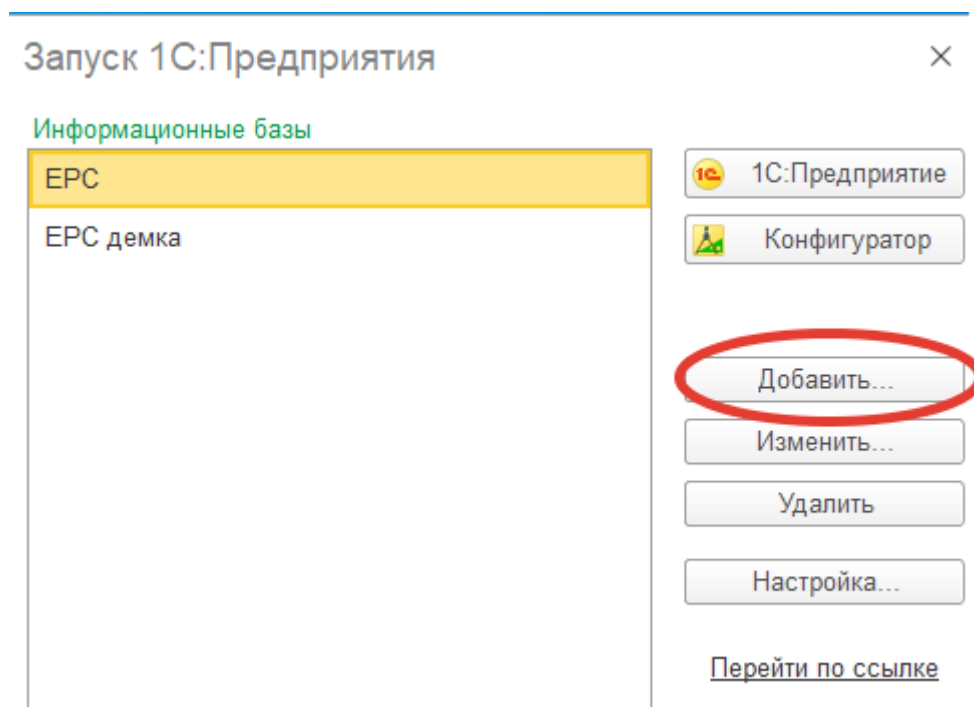 Запуск 1С:Предприятия
Информационные базы
ЕРС
ЕРС демка
1С:Предприятие
Конфигуратор
Добавить...
Изменить...
Удалить
Настройка...
Перейти по ссылке